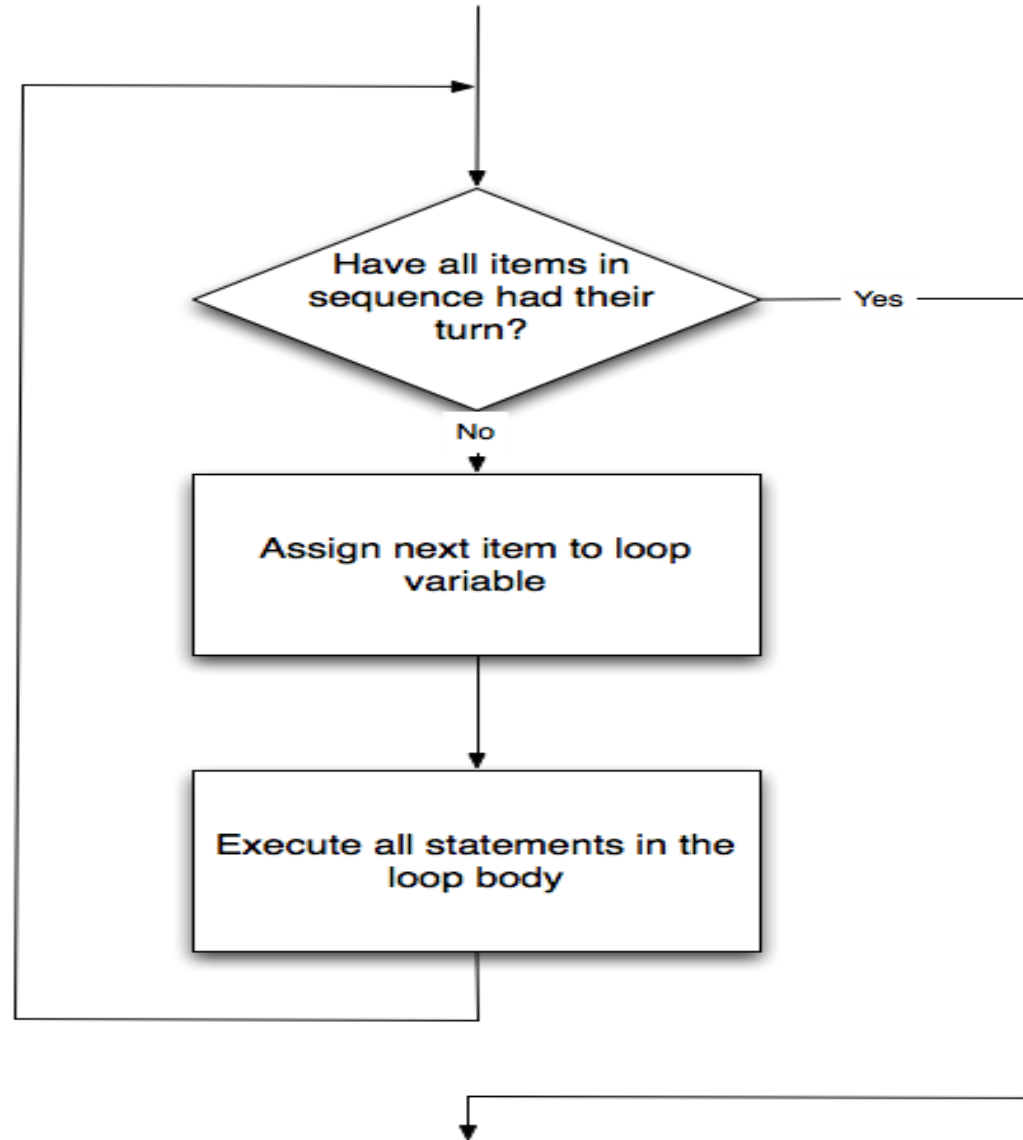 Have all items in
sequence had their
turn?
Yes
No
Assign next item to loop
variable
Execute all statements in the
loop body